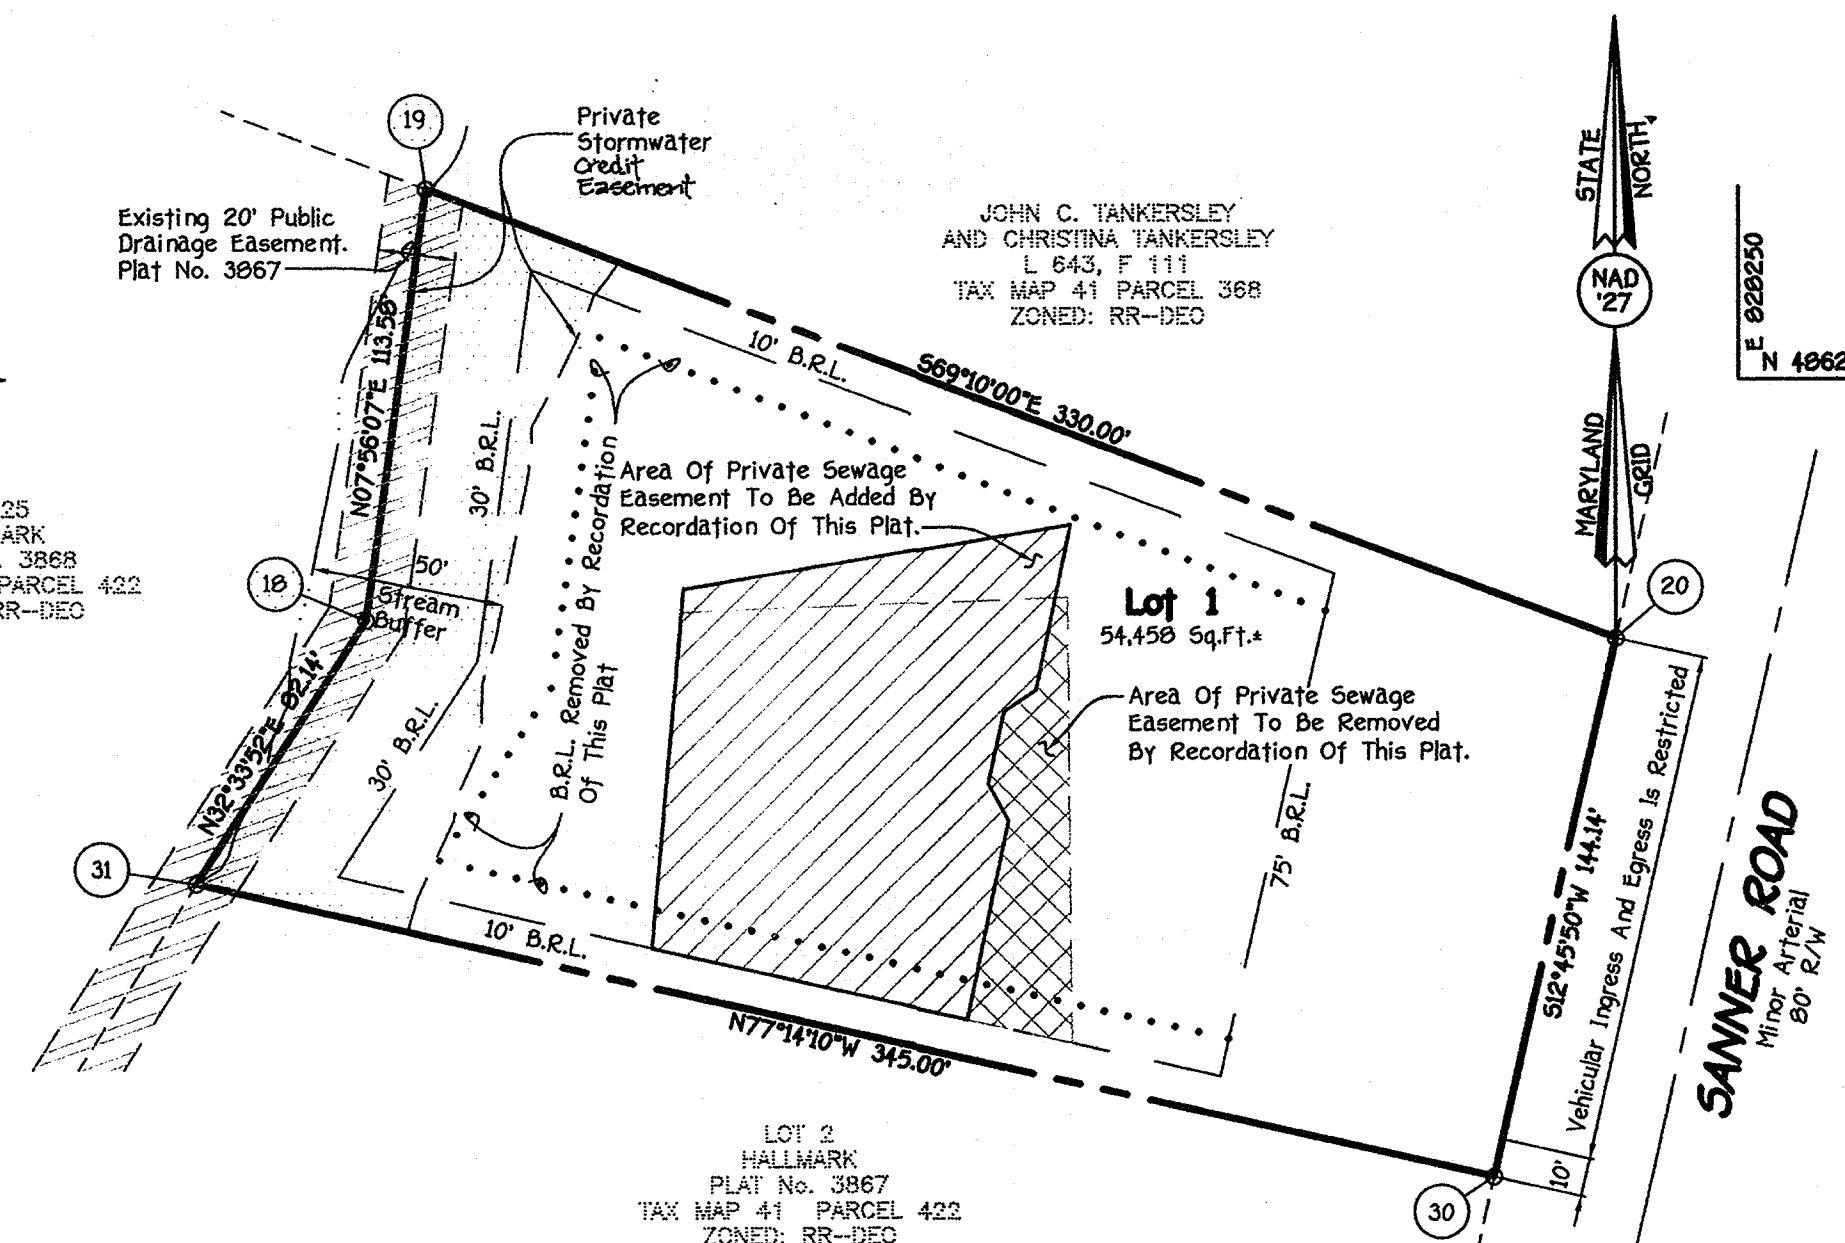 19
Private
Stormwater
Credit
Easement
Existing 20' Public
Drainage Easement.
Plat No. 3867
JOHN C. TANKERSLEY
AND CHRISTINA TANKERSLEY
L 643, F 111
TAX MAP 41 PARCEL 368
ZONED: RR--DEO
STATE
NORTH
NAD
'27
MARYLAND
GRID
E 828250
N 4862
10' B.R.L.
S69°10'00"E 330.00'
N07°56'07"E 113.58'
30' B.R.L.
25
ARK
3868
PARCEL 422
RR--DEO
18
50'
Stream
Buffer
B.R.L. Removed By Recordation
Of This Plat
Area Of Private Sewage
Easement To Be Added By
Recordation Of This Plat.
Lot 1
54,458 Sq.Ft.±
20
Area Of Private Sewage
Easement To Be Removed
By Recordation Of This Plat.
N32°33'52"E 82.14'
30' B.R.L.
75' B.R.L.
S12°45'50"W 144.14'
Vehicular Ingress And Egress Is Restricted
SANNER ROAD
Minor Arterial
80' R/W
31
10' B.R.L.
N77°14'10"W 345.00'
10'
30
LOT 2
HALLMARK
PLAT No. 3867
TAX MAP 41 PARCEL 422
ZONED: RR--DEO